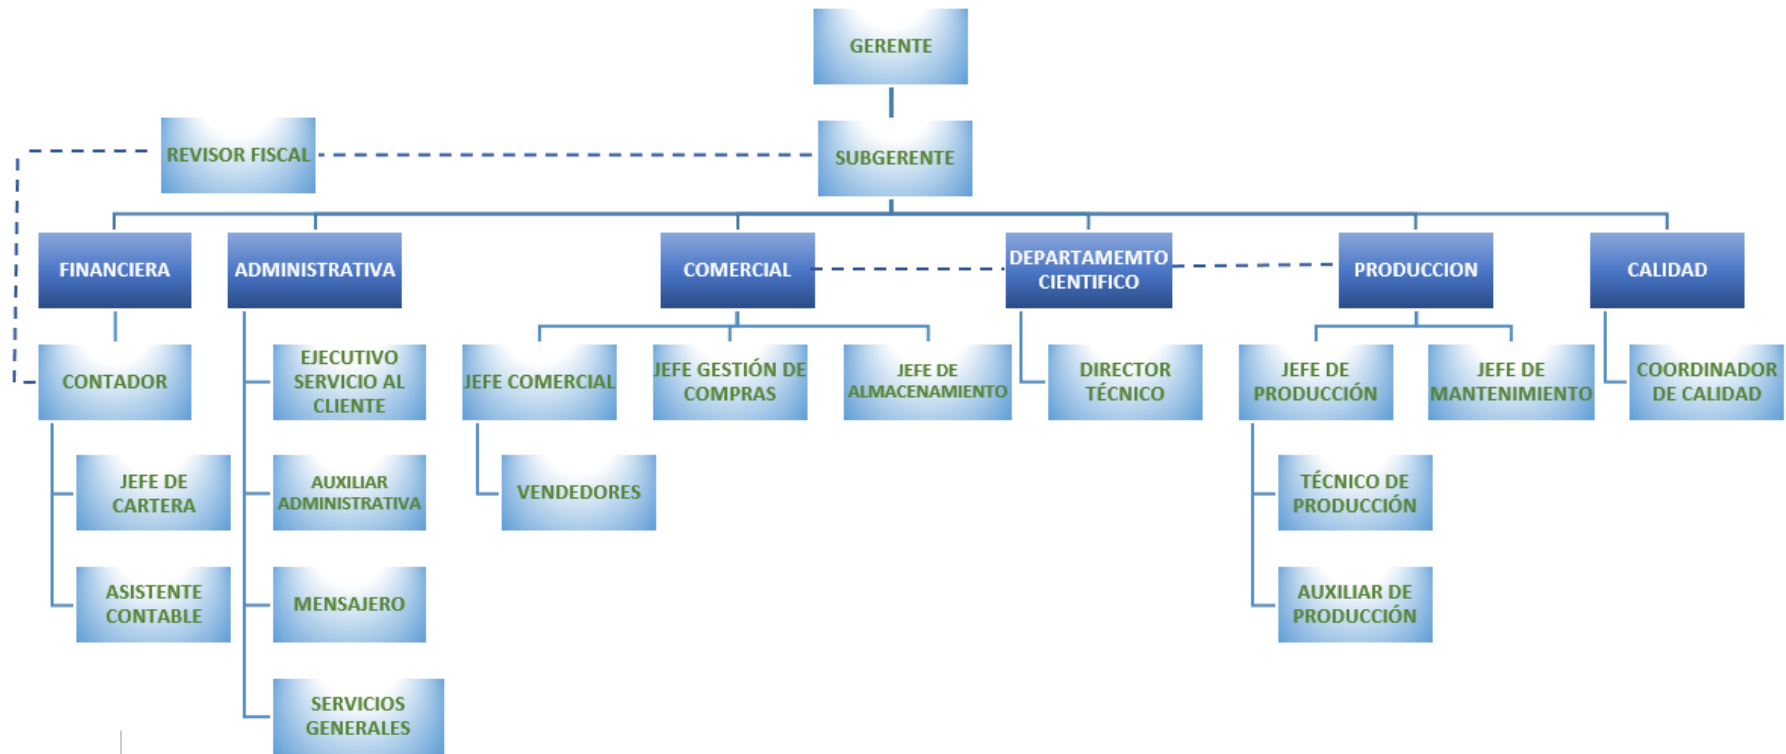 GERENTE
REVISOR FISCAL
SUBGERENTE
FINANCIERA
ADMINISTRATIVA
COMERCIAL
DEPARTAMEMTO
CIENTIFICO
PRODUCCION
CALIDAD
CONTADOR
EJECUTIVO
SERVICIO AL
CLIENTE
JEFE COMERCIAL
JEFE GESTIÓN DE
COMPRAS
JEFE DE
ALMACENAMIENTO
DIRECTOR
TÉCNICO
JEFE DE
PRODUCCIÓN
JEFE DE
MANTENIMIENTO
COORDINADOR
DE CALIDAD
JEFE DE
CARTERA
AUXILIAR
ADMINISTRATIVA
VENDEDORES
TÉCNICO DE
PRODUCCIÓN
ASISTENTE
CONTABLE
MENSAJERO
AUXILIAR DE
PRODUCCIÓN
SERVICIOS
GENERALES